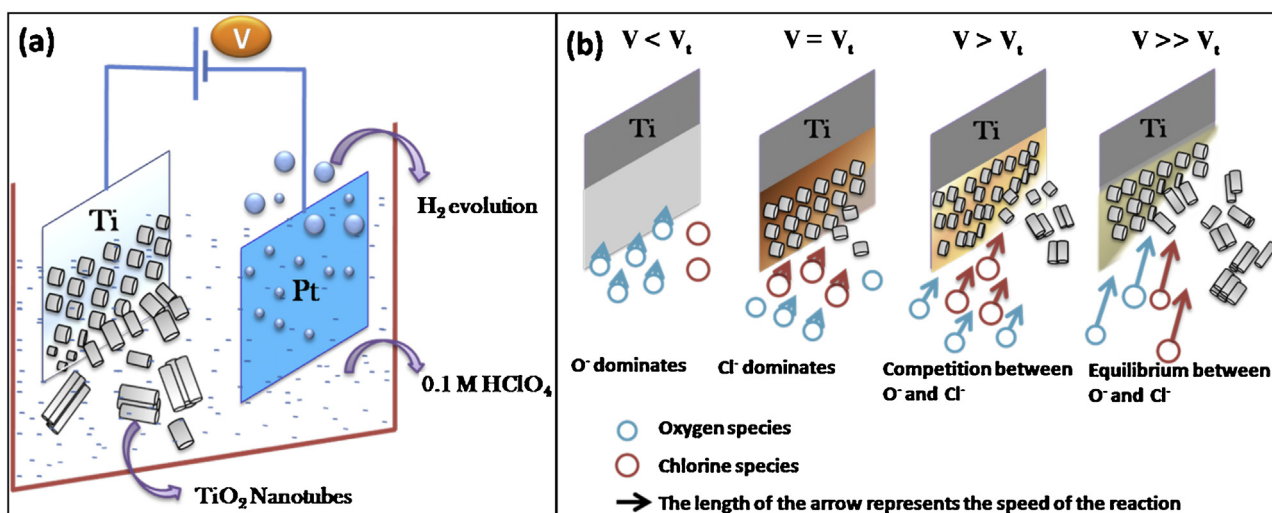 (a)
V
Ti
Pt
H₂ evolution
0.1 M HClO₄
TiO₂ Nanotubes
(b)
V < Vₜ
V = Vₜ
V > Vₜ
V >> Vₜ
Ti
Ti
Ti
Ti
O⁻ dominates
Cl⁻ dominates
Competition between
O⁻ and Cl⁻
Equilibrium between
O⁻ and Cl⁻
Oxygen species
Chlorine species
The length of the arrow represents the speed of the reaction